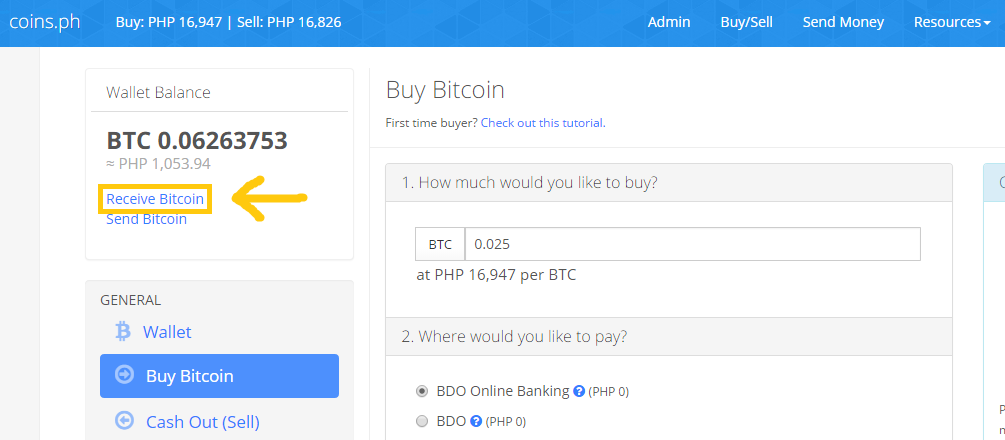 coins.ph
Buy: PHP 16,947 | Sell: PHP 16,826
Admin
Buy/Sell
Send Money
Resources
Wallet Balance
BTC 0.06263753
≈ PHP 1,053.94
Receive Bitcoin
Send Bitcoin
GENERAL
Wallet
Buy Bitcoin
Cash Out (Sell)
Buy Bitcoin
First time buyer? Check out this tutorial.
1. How much would you like to buy?
BTC 0.025
at PHP 16,947 per BTC
2. Where would you like to pay?
BDO Online Banking ? (PHP 0)
BDO ? (PHP 0)